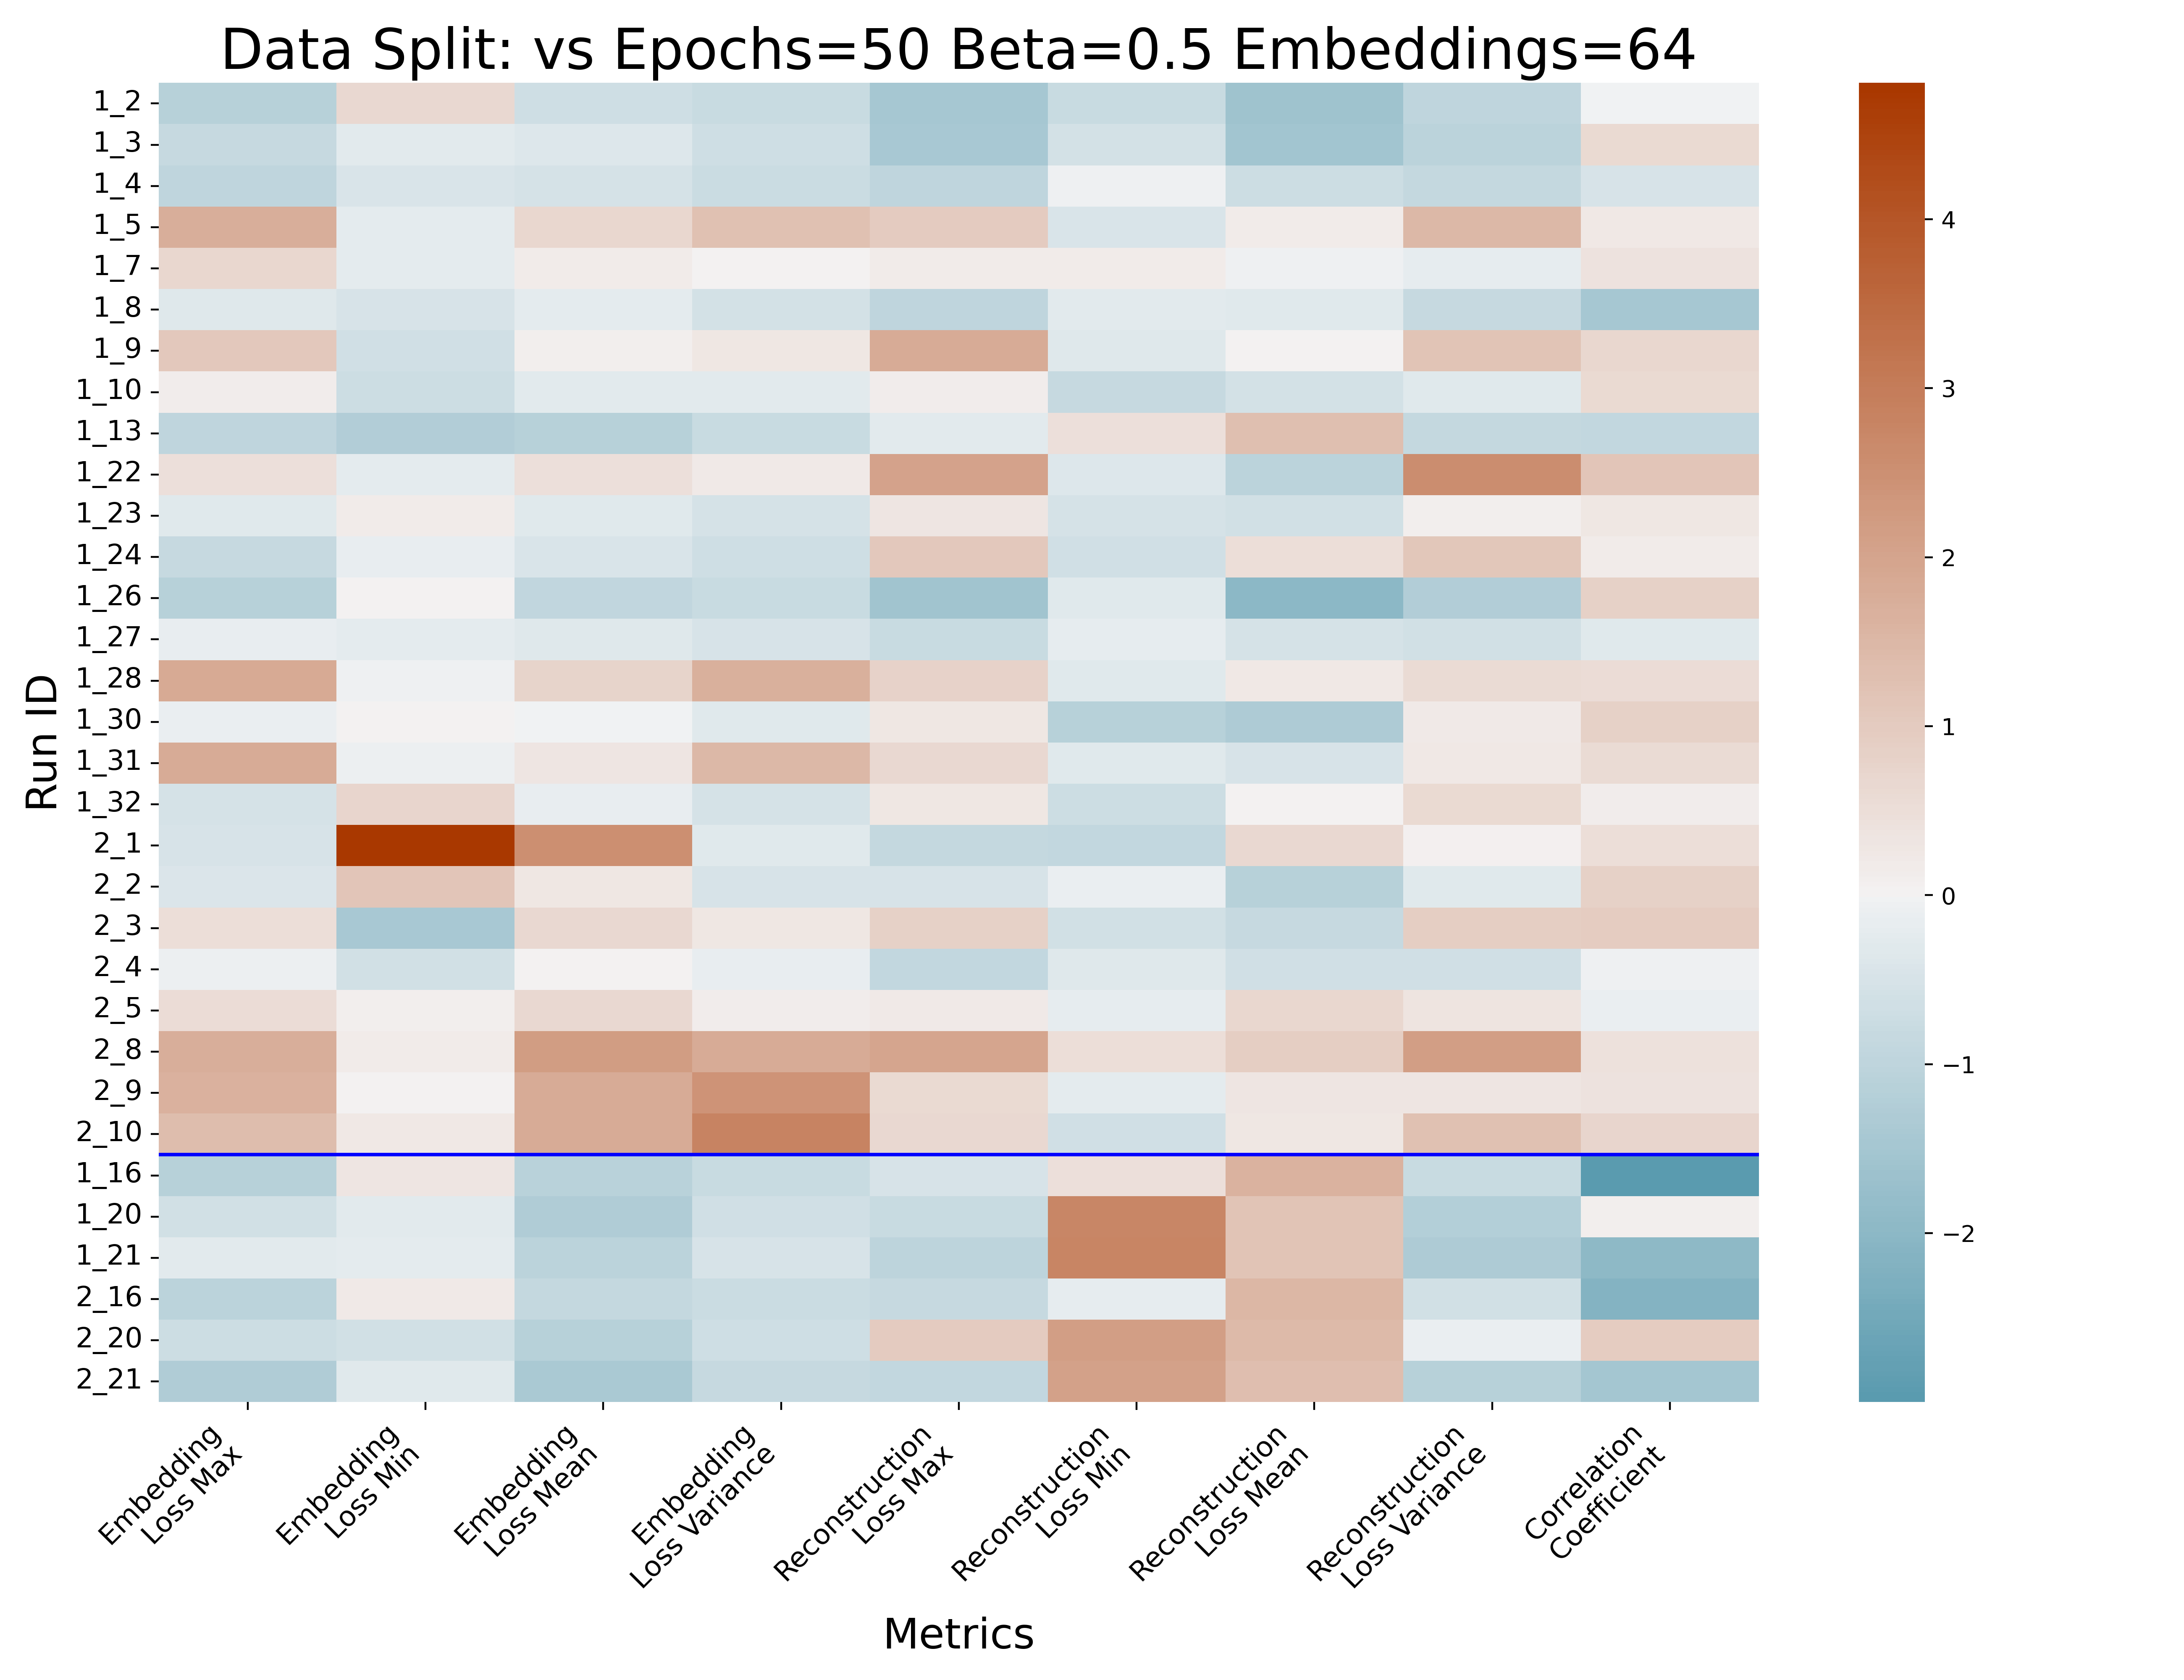 Data Split: vs Epochs=50 Beta=0.5 Embeddings=64
Run ID
1_2
1_3
1_4
1_5
1_7
1_8
1_9
1_10
1_13
1_22
1_23
1_24
1_26
1_27
1_28
1_30
1_31
1_32
2_1
2_2
2_3
2_4
2_5
2_8
2_9
2_10
1_16
1_20
1_21
2_16
2_20
2_21
Embedding
Loss Max
Embedding
Loss Min
Embedding
Loss Mean
Embedding
Loss Variance
Reconstruction
Loss Max
Reconstruction
Loss Min
Reconstruction
Loss Mean
Reconstruction
Loss Variance
Correlation
Coefficient
Metrics
4
3
2
1
0
−1
−2